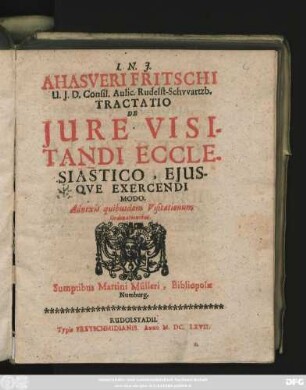 I. N. J.
AHASVERI FRITSCHI
U. J. D. Consil. Aulic. Rudelst-Schvvartzb.
TRACTATIO
DE
JURE VISI-
TANDI ECCLE-
SIASTICO, EJUS-
QVE EXERCENDI
MODO.
Adnexis quibusdam Visitationum
Sumptibus Martini Mülleri, Bibliopolæ
Numburg.
RUDOLSTADII,
Typis FREYSCHMIDIANIS. Anno M. DC. LXVII.